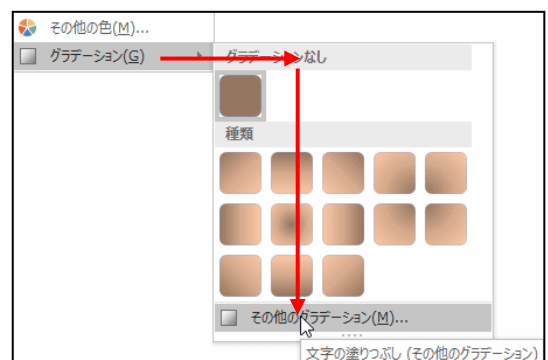 その他の色(M)...
グラデーション(G)
グラデーションなし
種類
その他のグラデーション(M)...
文字の塗りつぶし (その他のグラデーション)